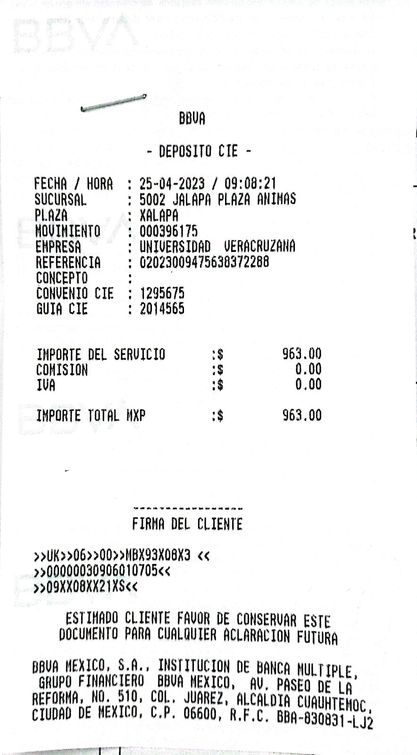 BBVA
BBVA
- DEPOSITO CIE -
FECHA / HORA : 25-04-2023 / 09:08:21
SUCURSAL : 5002 JALAPA PLAZA ANIMAS
PLAZA : XALAPA
MOVIMIENTO : 000396175
EMPRESA : UNIVERSIDAD VERACRUZANA
REFERENCIA : 02023009475638372288
CONCEPTO :
CONVENIO CIE : 1295675
GUIA CIE : 2014565
IMPORTE DEL SERVICIO :$ 963.00
COMISION :$ 0.00
IVA :$ 0.00
IMPORTE TOTAL MXP :$ 963.00
FIRMA DEL CLIENTE
>>UK>>06>>00>>MBX93X08X3 <<
>>00000030906010705<<
>>09XX08XX21XS<<
ESTIMADO CLIENTE FAVOR DE CONSERVAR ESTE
DOCUMENTO PARA CUALQUIER ACLARACION FUTURA
BBVA MEXICO, S.A., INSTITUCION DE BANCA MULTIPLE,
GRUPO FINANCIERO BBVA MEXICO, AV. PASEO DE LA
REFORMA, NO. 510, COL. JUAREZ, ALCALDIA CUAUHTEMOC,
CIUDAD DE MEXICO, C.P. 06600, R.F.C. BBA-830831-LJ2